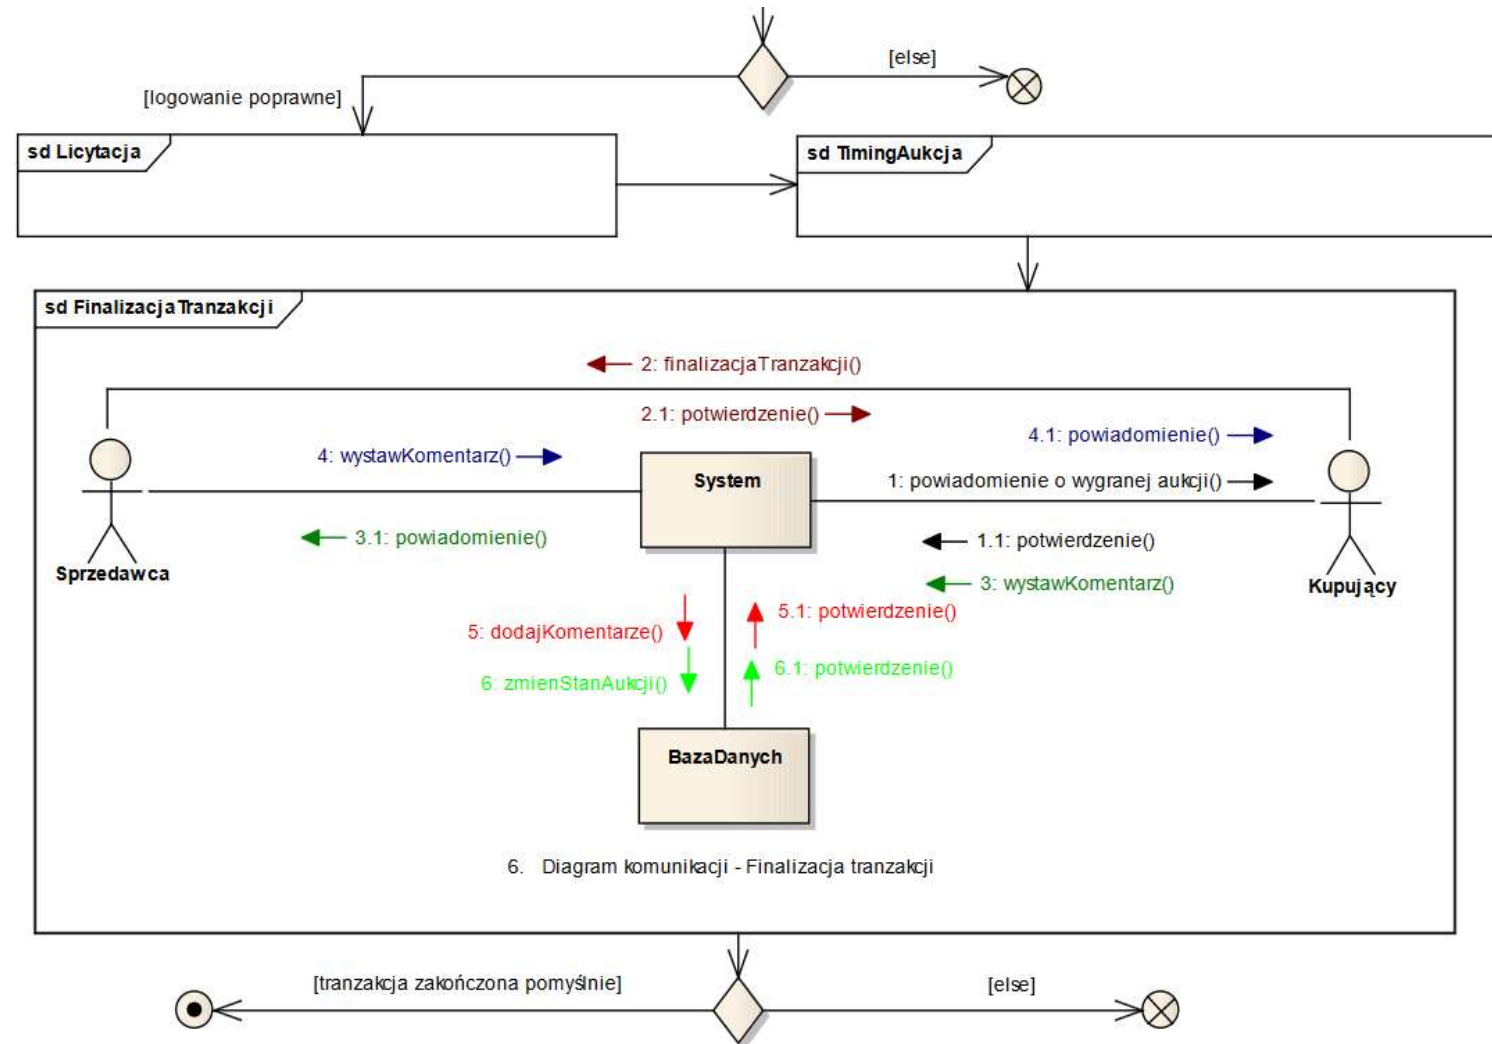 [else]
[logowanie poprawne]
sd Licytacja
sd TimingAukcja
sd FinalizacjaTranzakcji
2: finalizacjaTranzakcji()
2.1: potwierdzenie()
4.1: powiadomienie()
4: wystawKomentarz()
System
1: powiadomienie o wygranej aukcji()
3.1: powiadomienie()
1.1: potwierdzenie()
Sprzedawca
3: wystawKomentarz()
Kupujący
5.1: potwierdzenie()
5: dodajKomentarze()
6.1: potwierdzenie()
6: zmienStanAukcji()
BazaDanych
6. Diagram komunikacji - Finalizacja tranzakcji
[tranzakcja zakończona pomyślnie]
[else]